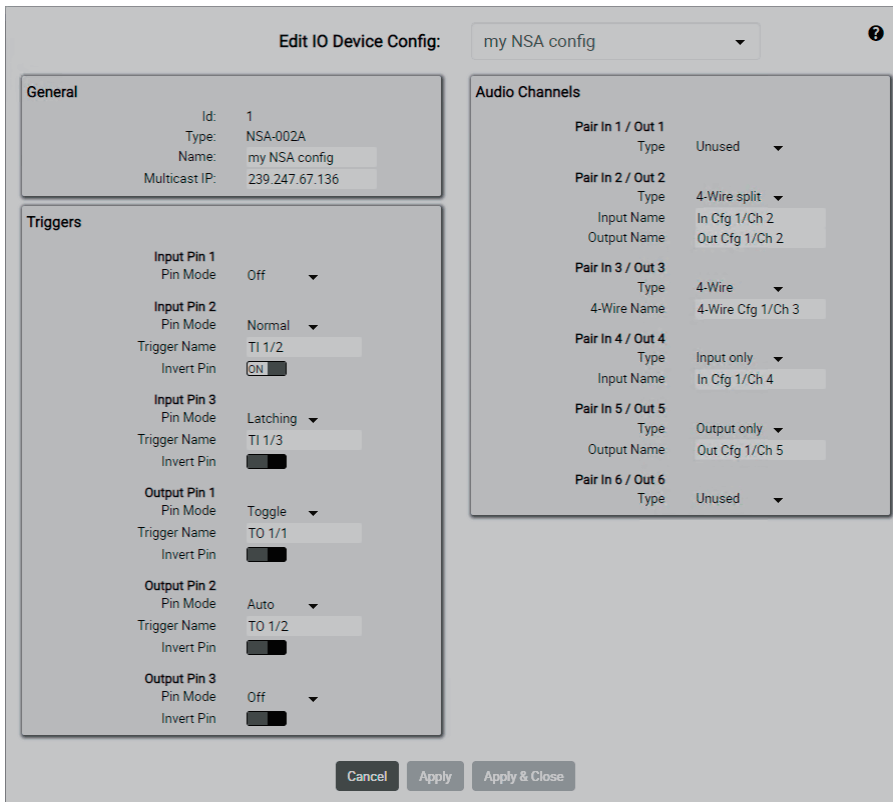 Edit IO Device Config: my NSA config
?
General
Id: 1
Type: NSA-002A
Name: my NSA config
Multicast IP: 239.247.67.136
Triggers
Input Pin 1
Pin Mode Off
Input Pin 2
Pin Mode Normal
Trigger Name TI 1/2
Invert Pin ON
Input Pin 3
Pin Mode Latching
Trigger Name TI 1/3
Invert Pin
Output Pin 1
Pin Mode Toggle
Trigger Name TO 1/1
Invert Pin
Output Pin 2
Pin Mode Auto
Trigger Name TO 1/2
Invert Pin
Output Pin 3
Pin Mode Off
Invert Pin
Audio Channels
Pair In 1 / Out 1
Type Unused
Pair In 2 / Out 2
Type 4-Wire split
Input Name In Cfg 1/Ch 2
Output Name Out Cfg 1/Ch 2
Pair In 3 / Out 3
Type 4-Wire
4-Wire Name 4-Wire Cfg 1/Ch 3
Pair In 4 / Out 4
Type Input only
Input Name In Cfg 1/Ch 4
Pair In 5 / Out 5
Type Output only
Output Name Out Cfg 1/Ch 5
Pair In 6 / Out 6
Type Unused
Cancel Apply Apply & Close